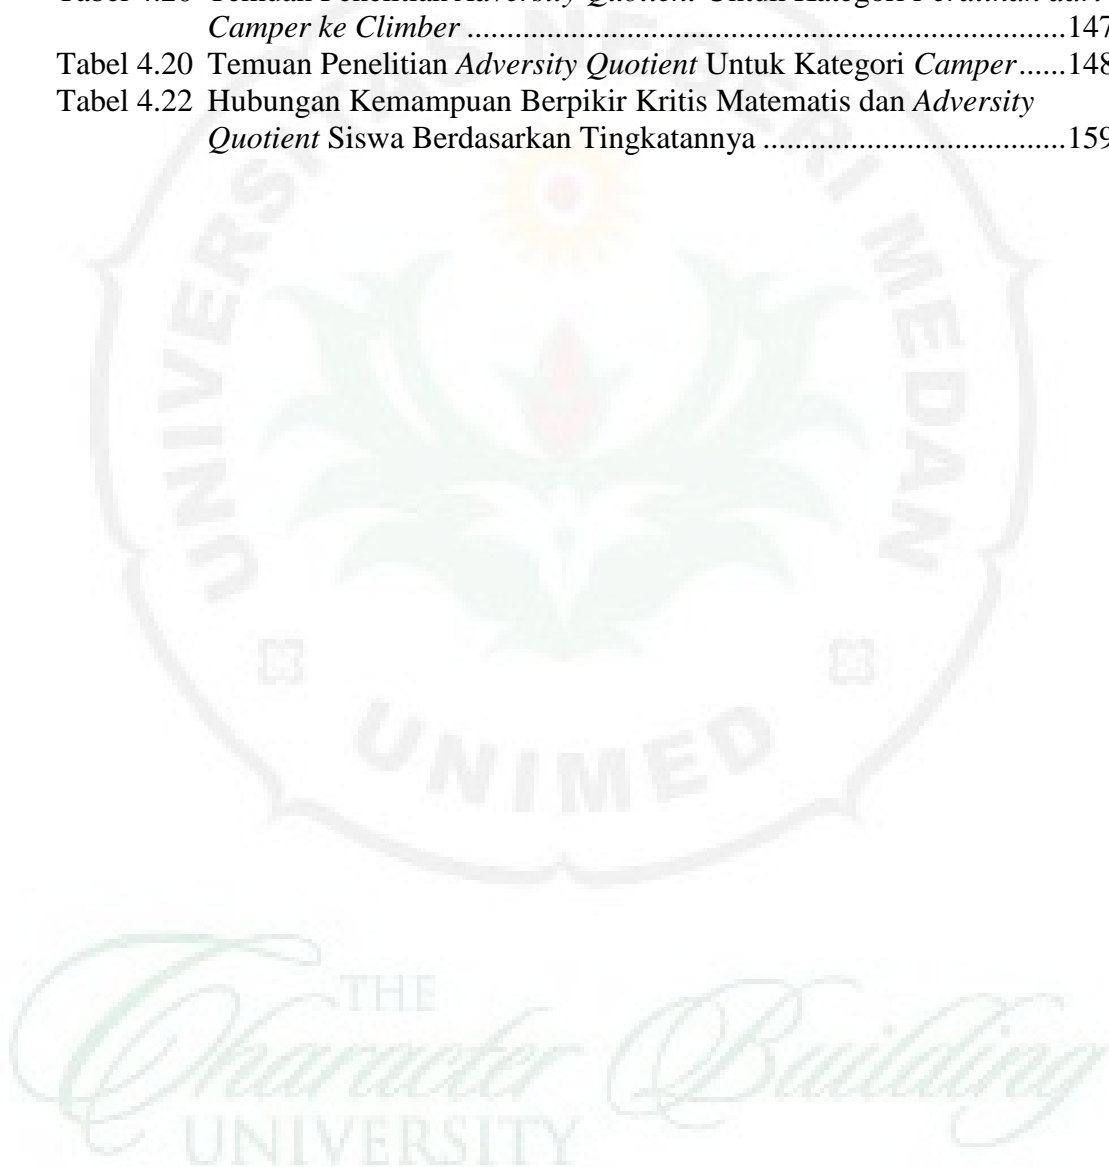 Camper ke Climber ..........................................................................147
Tabel 4.20 Temuan Penelitian Adversity Quotient Untuk Kategori Camper......148
Tabel 4.22 Hubungan Kemampuan Berpikir Kritis Matematis dan Adversity
Quotient Siswa Berdasarkan Tingkatannya .....................................159
UNIVERSITAS NEGERI MEDAN
UNIMED
THE
Character Building
UNIVERSITY